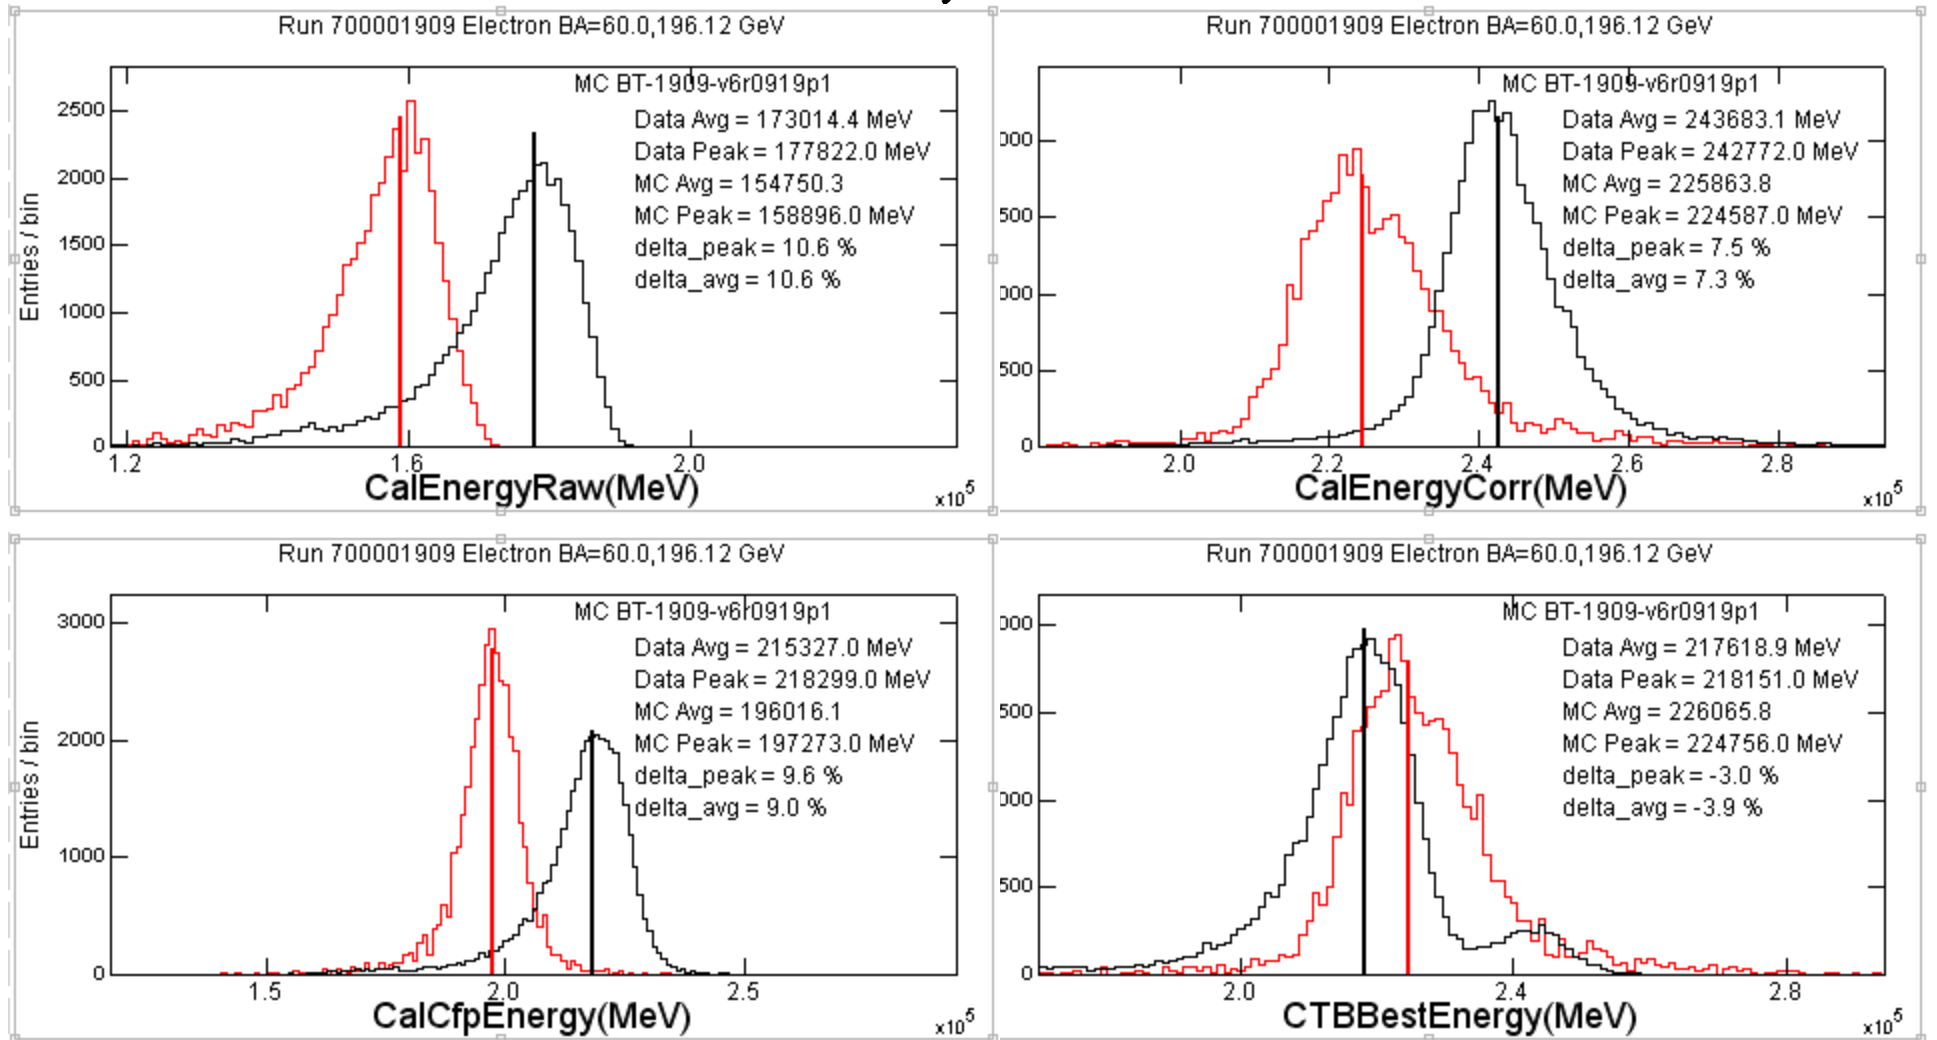 Run 700001909 Electron BA=60.0,196.12 GeV
MC BT-1909-v6r0919p1
Data Avg = 173014.4 MeV
Data Peak = 177822.0 MeV
MC Avg = 154750.3
MC Peak = 158896.0 MeV
delta_peak = 10.6 %
delta_avg = 10.6 %
Entries / bin
2500
2000
1500
1000
500
0
1.2 1.6 2.0
CalEnergyRaw(MeV)
x10^5
Run 700001909 Electron BA=60.0,196.12 GeV
MC BT-1909-v6r0919p1
Data Avg = 243683.1 MeV
Data Peak = 242772.0 MeV
MC Avg = 225863.8
MC Peak = 224587.0 MeV
delta_peak = 7.5 %
delta_avg = 7.3 %
000
500
000
500
0
2.0 2.2 2.4 2.6 2.8
CalEnergyCorr(MeV)
x10^5
Run 700001909 Electron BA=60.0,196.12 GeV
MC BT-1909-v6r0919p1
Data Avg = 215327.0 MeV
Data Peak = 218299.0 MeV
MC Avg = 196016.1
MC Peak = 197273.0 MeV
delta_peak = 9.6 %
delta_avg = 9.0 %
Entries / bin
3000
2000
1000
0
1.5 2.0 2.5
CalCfpEnergy(MeV)
x10^5
Run 700001909 Electron BA=60.0,196.12 GeV
MC BT-1909-v6r0919p1
Data Avg = 217618.9 MeV
Data Peak = 218151.0 MeV
MC Avg = 226065.8
MC Peak = 224756.0 MeV
delta_peak = -3.0 %
delta_avg = -3.9 %
000
500
000
500
0
2.0 2.4 2.8
CTBBestEnergy(MeV)
x10^5